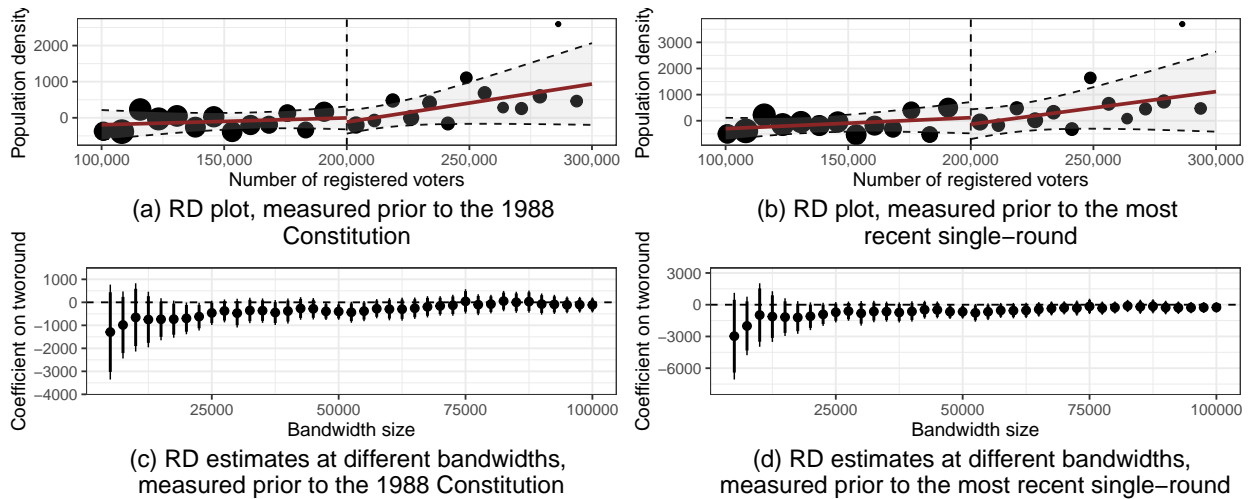 Population density
2000
1000
0
100,000
150,000
200,000
250,000
300,000
Number of registered voters
(a) RD plot, measured prior to the 1988
Constitution
Population density
3000
2000
1000
0
100,000
150,000
200,000
250,000
300,000
Number of registered voters
(b) RD plot, measured prior to the most
recent single−round
Coefficient on tworound
1000
0
−1000
−2000
−3000
−4000
25000
50000
75000
100000
Bandwidth size
(c) RD estimates at different bandwidths,
measured prior to the 1988 Constitution
Coefficient on tworound
3000
0
−3000
−6000
25000
50000
75000
100000
Bandwidth size
(d) RD estimates at different bandwidths,
measured prior to the most recent single−round